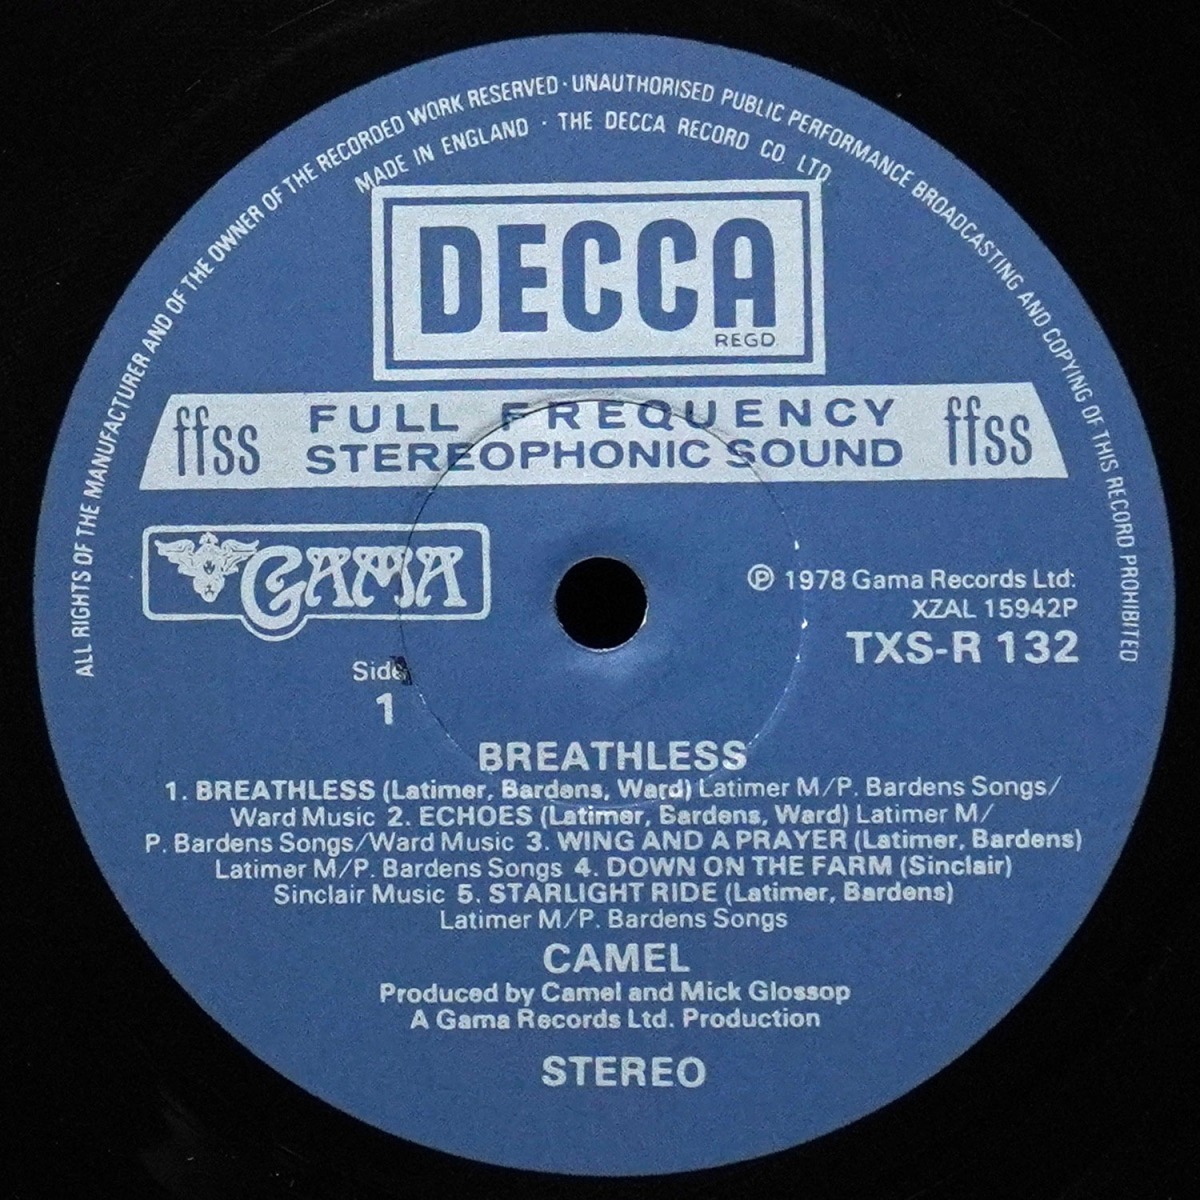 ALL RIGHTS OF THE MANUFACTURER AND OF THE OWNER OF THE RECORDED WORK RESERVED · UNAUTHORISED PUBLIC PERFORMANCE BROADCASTING AND COPYING OF THIS RECORD PROHIBITED
MADE IN ENGLAND · THE DECCA RECORD CO. LTD
DECCA
REGD
ffss FULL FREQUENCY ffss
STEREOPHONIC SOUND
GAMA
℗ 1978 Gama Records Ltd:
XZAL 15942P
TXS-R 132
Side
1
BREATHLESS
1. BREATHLESS (Latimer, Bardens, Ward) Latimer M/P. Bardens Songs/
Ward Music 2. ECHOES (Latimer, Bardens, Ward) Latimer M/
P. Bardens Songs/Ward Music 3. WING AND A PRAYER (Latimer, Bardens)
Latimer M/P. Bardens Songs 4. DOWN ON THE FARM (Sinclair)
Sinclair Music 5. STARLIGHT RIDE (Latimer, Bardens)
Latimer M/P. Bardens Songs
CAMEL
Produced by Camel and Mick Glossop
A Gama Records Ltd. Production
STEREO